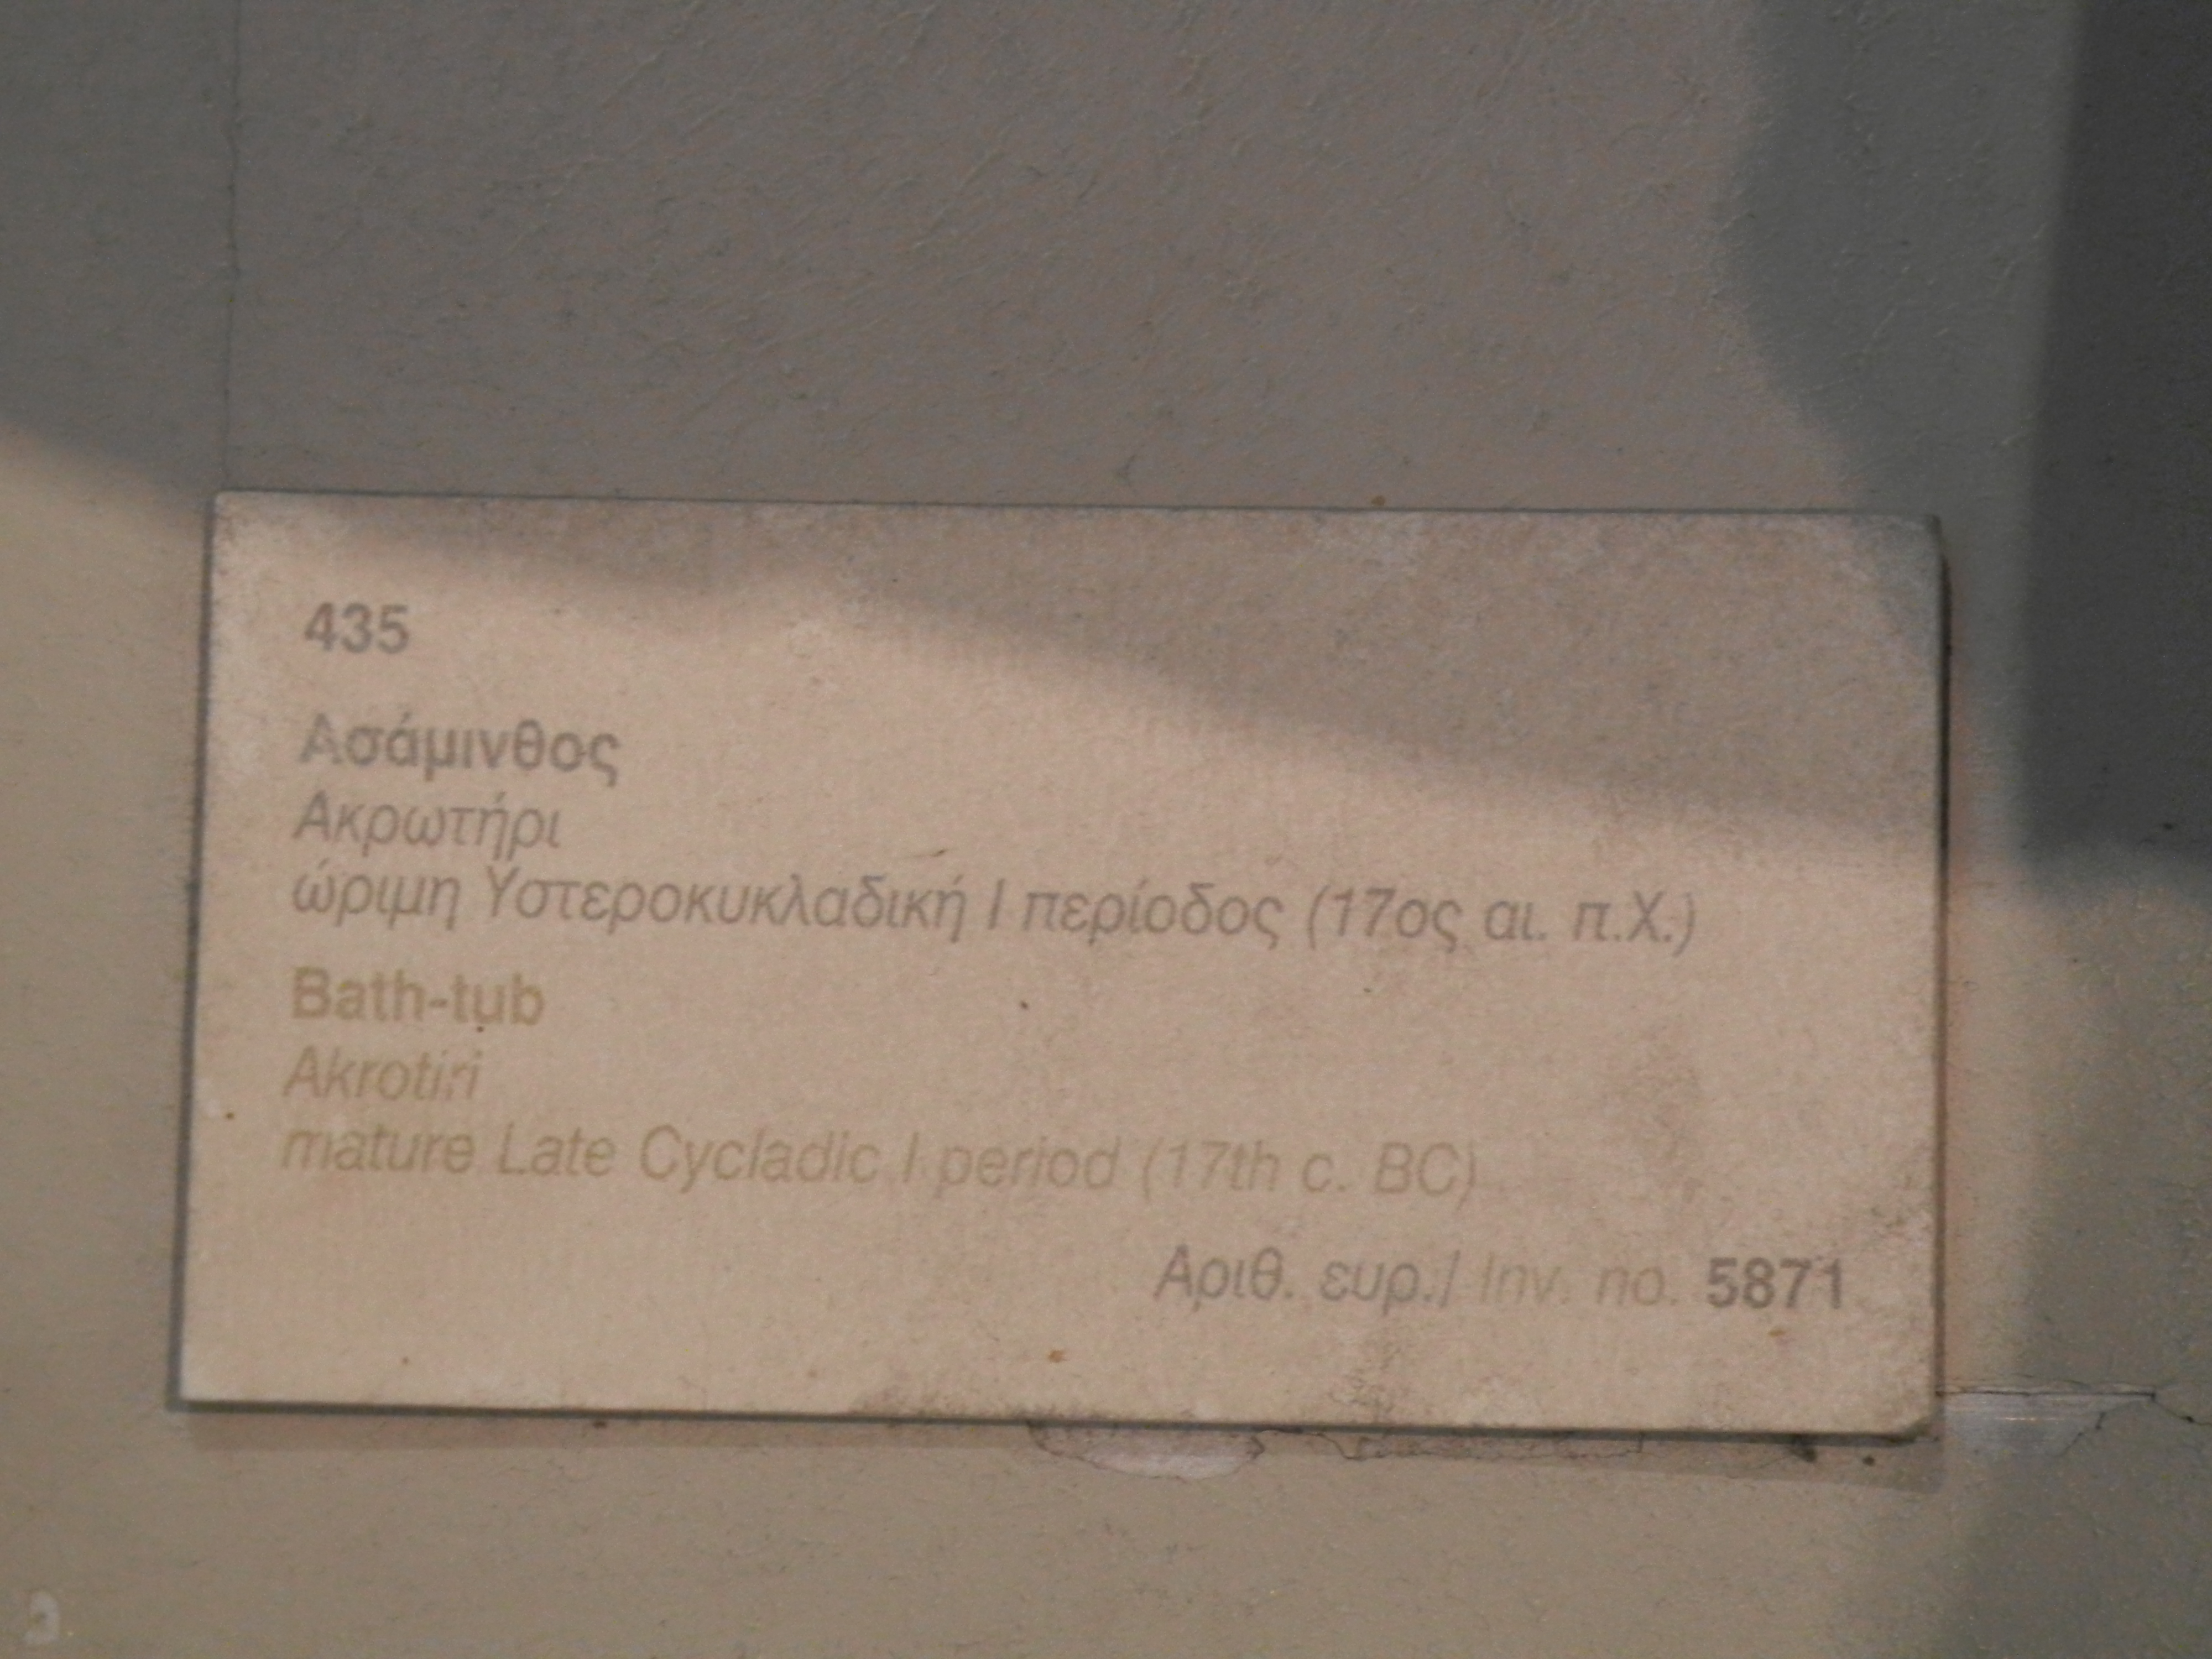 435
Ασάμινθος
Ακρωτήρι
ώριμη Υστεροκυκλαδική Ι περίοδος (17ος αι. π.Χ.)
Bath-tub
Akrotiri
mature Late Cycladic I period (17th c. BC)
Αριθ. ευρ./ Inv. no. 5871